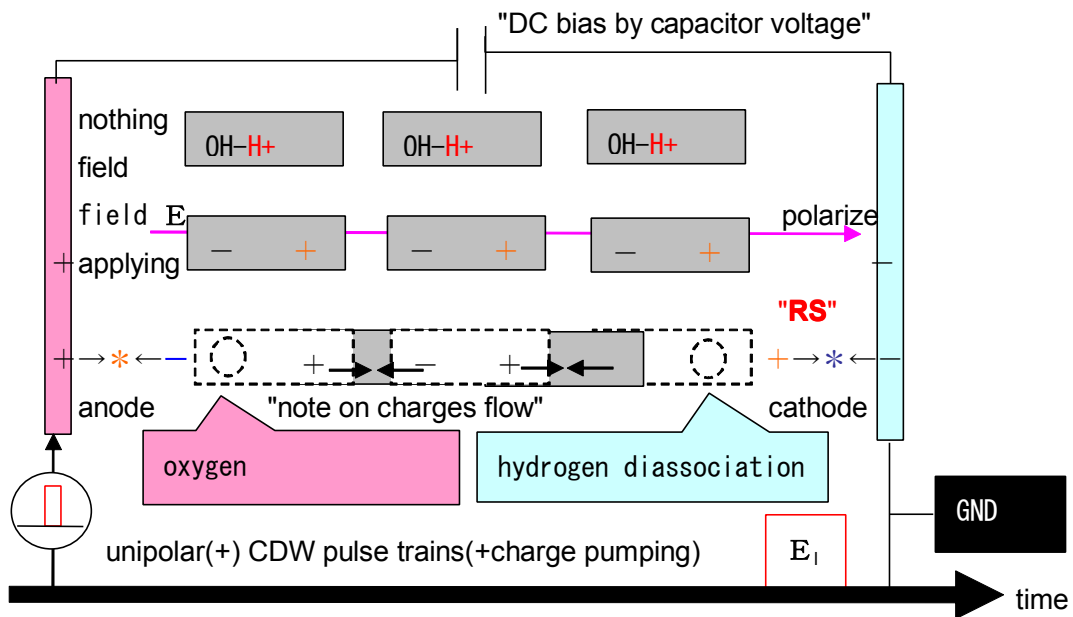 "DC bias by capacitor voltage"
nothing
field
field E
applying
OH-H+ OH-H+ OH-H+
polarize
− + − + − +
+ −
"RS"
+ → * ← − + − + + → * ← −
anode "note on charges flow" cathode
oxygen
hydrogen diassociation
GND
unipolar(+) CDW pulse trains(+charge pumping)
E₁
time